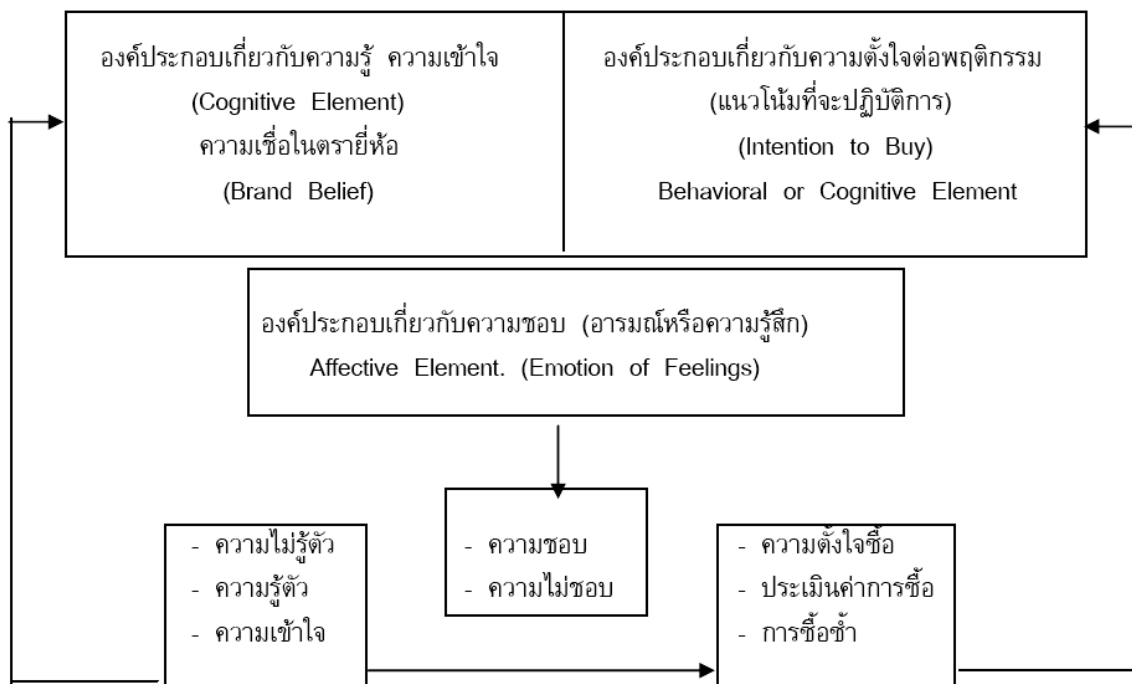 องค์ประกอบเกี่ยวกับความรู้ ความเข้าใจ
(Cognitive Element)
ความเชื่อในตรายี่ห้อ
(Brand Belief)
องค์ประกอบเกี่ยวกับความตั้งใจต่อพฤติกรรม
(แนวโน้มที่จะปฏิบัติการ)
(Intention to Buy)
Behavioral or Cognitive Element
องค์ประกอบเกี่ยวกับความชอบ (อารมณ์หรือความรู้สึก)
Affective Element. (Emotion of Feelings)
- ความไม่รู้ตัว
- ความรู้ตัว
- ความเข้าใจ
- ความชอบ
- ความไม่ชอบ
- ความตั้งใจซื้อ
- ประเมินค่าการซื้อ
- การซื้อซ้ำ